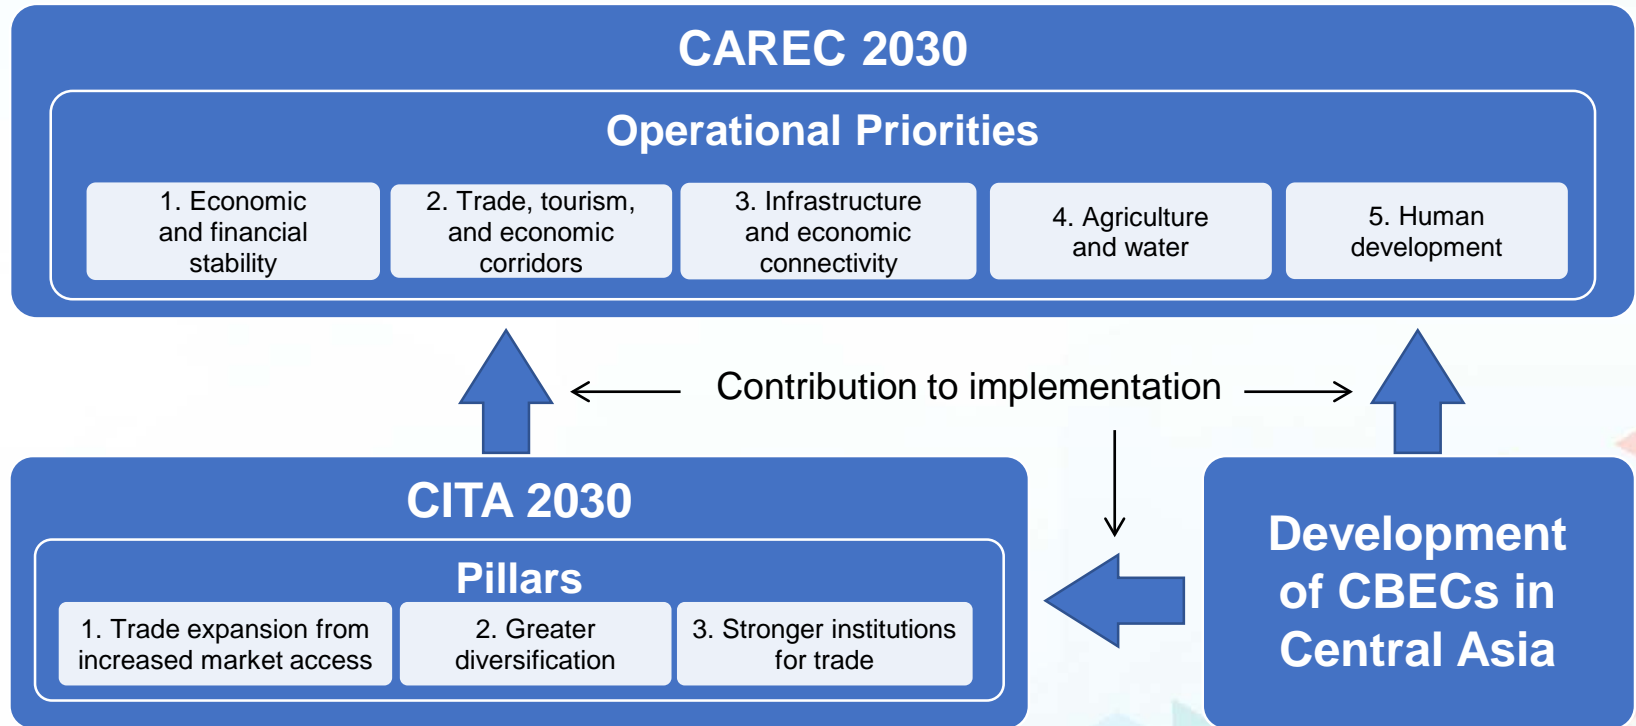 CAREC 2030
Operational Priorities
1. Economic
and financial
stability
2. Trade, tourism,
and economic
corridors
3. Infrastructure
and economic
connectivity
4. Agriculture
and water
5. Human
development
Contribution to implementation
CITA 2030
Pillars
1. Trade expansion from
increased market access
2. Greater
diversification
3. Stronger institutions
for trade
Development
of CBECs in
Central Asia